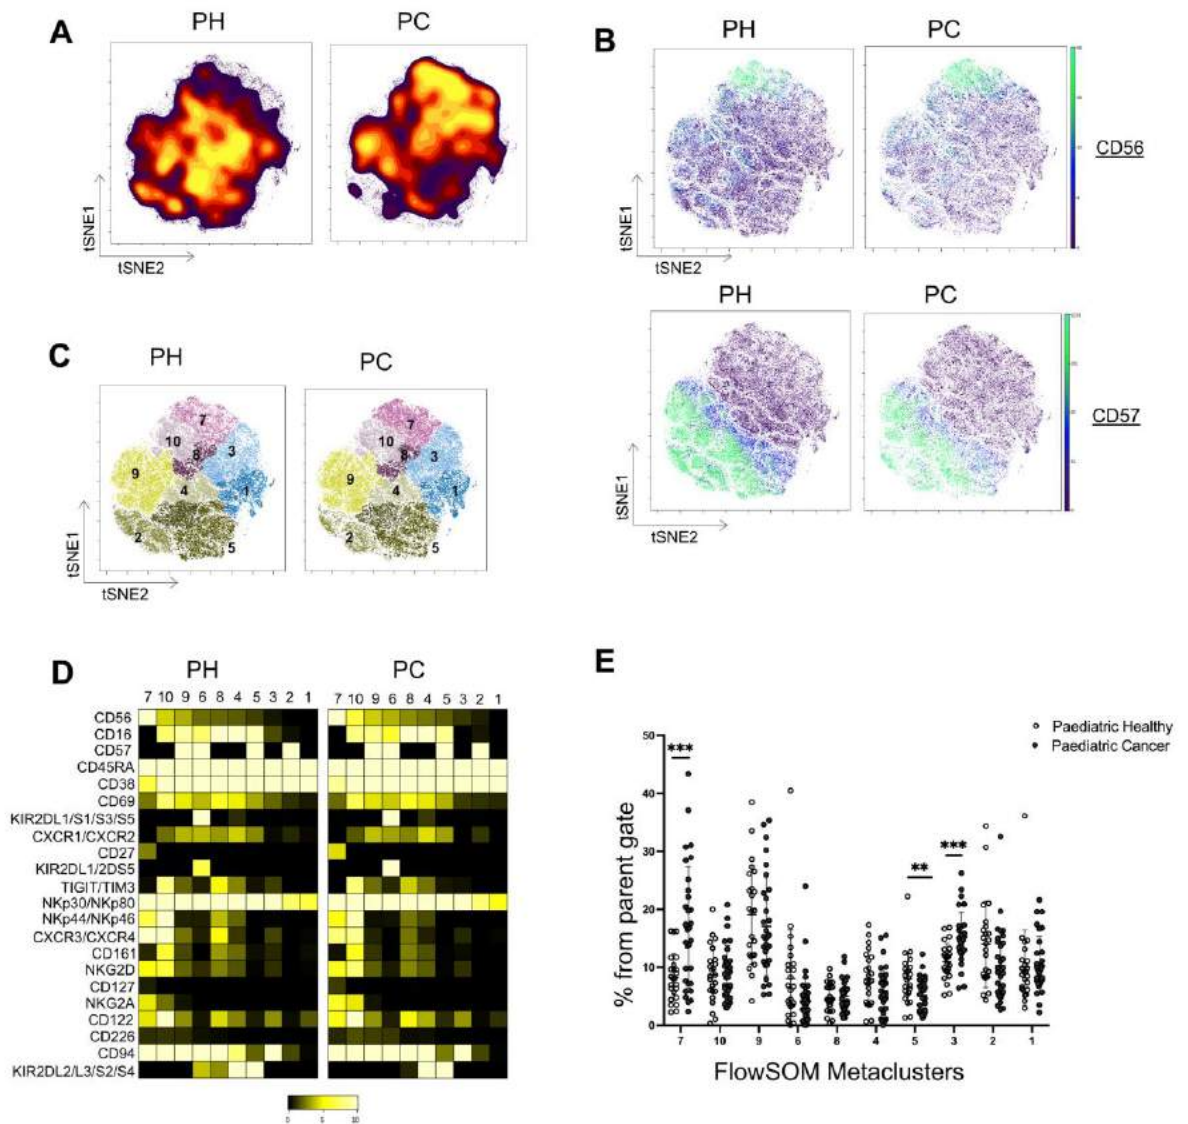 A
PH
PC
tSNE1
tSNE2
B
PH
PC
CD56
tSNE1
tSNE2
PH
PC
CD57
tSNE1
tSNE2
C
PH
PC
7
10
8
3
9
1
4
2
5
7
10
8
3
9
1
4
2
5
tSNE1
tSNE2
D
PH
PC
7 10 9 6 8 4 5 3 2 1
7 10 9 6 8 4 5 3 2 1
CD56
CD16
CD57
CD45RA
CD38
CD69
KIR2DL1/S1/S3/S5
CXCR1/CXCR2
CD27
KIR2DL1/2DS5
TIGIT/TIM3
NKp30/NKp80
NKp44/NKp46
CXCR3/CXCR4
CD161
NKG2D
CD127
NKG2A
CD122
CD226
CD94
KIR2DL2/L3/S2/S4
0 5 10
E
Paediatric Healthy
Paediatric Cancer
% from parent gate
50
40
30
20
10
0
***
**
***
7 10 9 6 8 4 5 3 2 1
FlowSOM Metaclusters